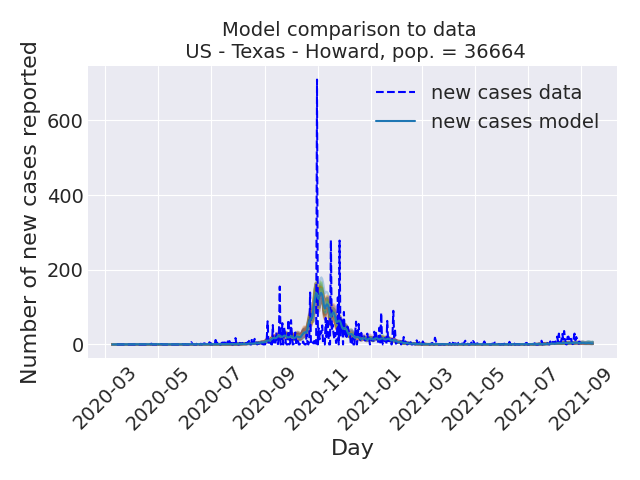 Model comparison to data
US - Texas - Howard, pop. = 36664
Number of new cases reported
600
400
200
0
new cases data
new cases model
2020-03
2020-05
2020-07
2020-09
2020-11
2021-01
2021-03
2021-05
2021-07
2021-09
Day